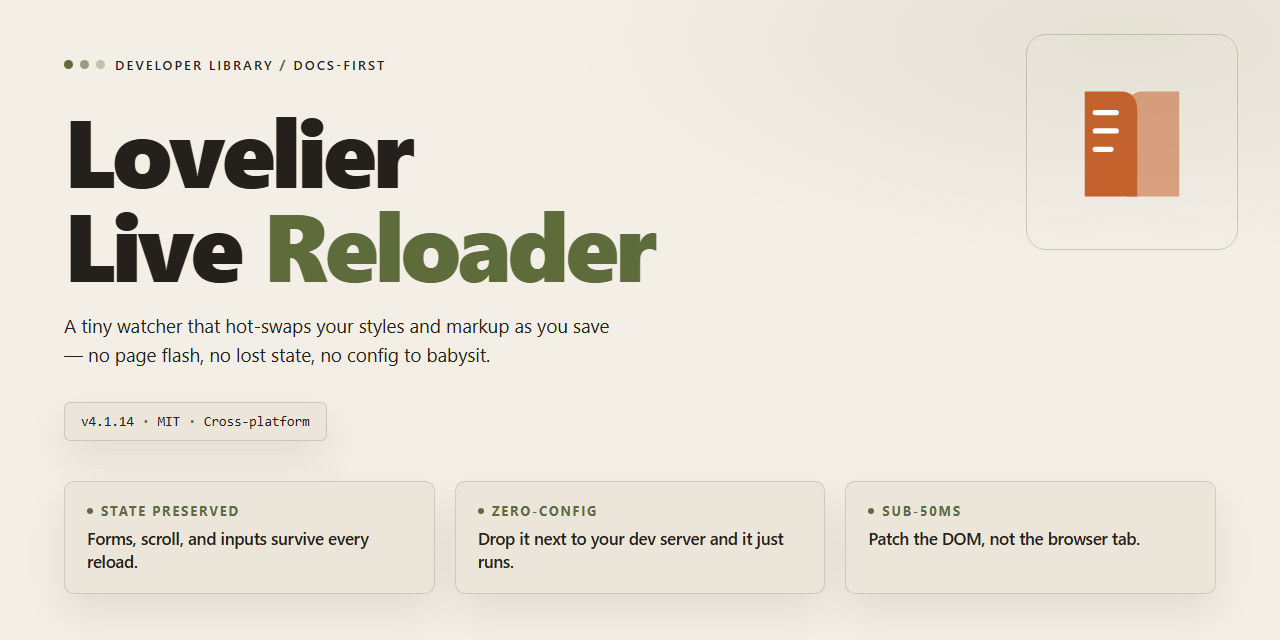 DEVELOPER LIBRARY / DOCS-FIRST
Lovelier
Live Reloader
A tiny watcher that hot-swaps your styles and markup as you save
— no page flash, no lost state, no config to babysit.
v4.1.14 · MIT · Cross-platform
STATE PRESERVED
Forms, scroll, and inputs survive every
reload.
ZERO-CONFIG
Drop it next to your dev server and it just
runs.
SUB-50MS
Patch the DOM, not the browser tab.